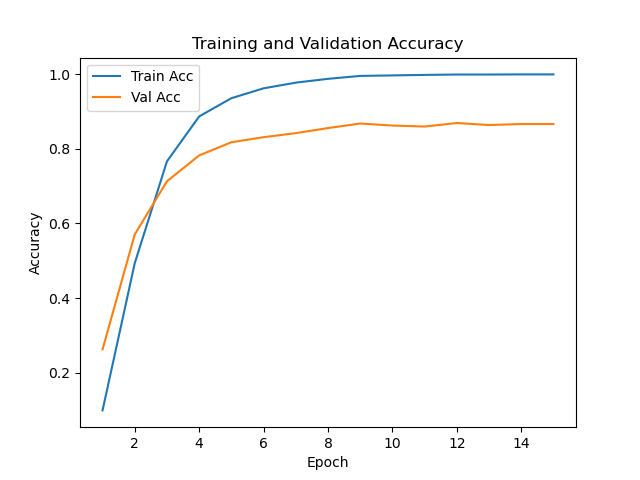 Training and Validation Accuracy
Train Acc
Val Acc
1.0
0.8
0.6
0.4
0.2
Accuracy
2 4 6 8 10 12 14
Epoch